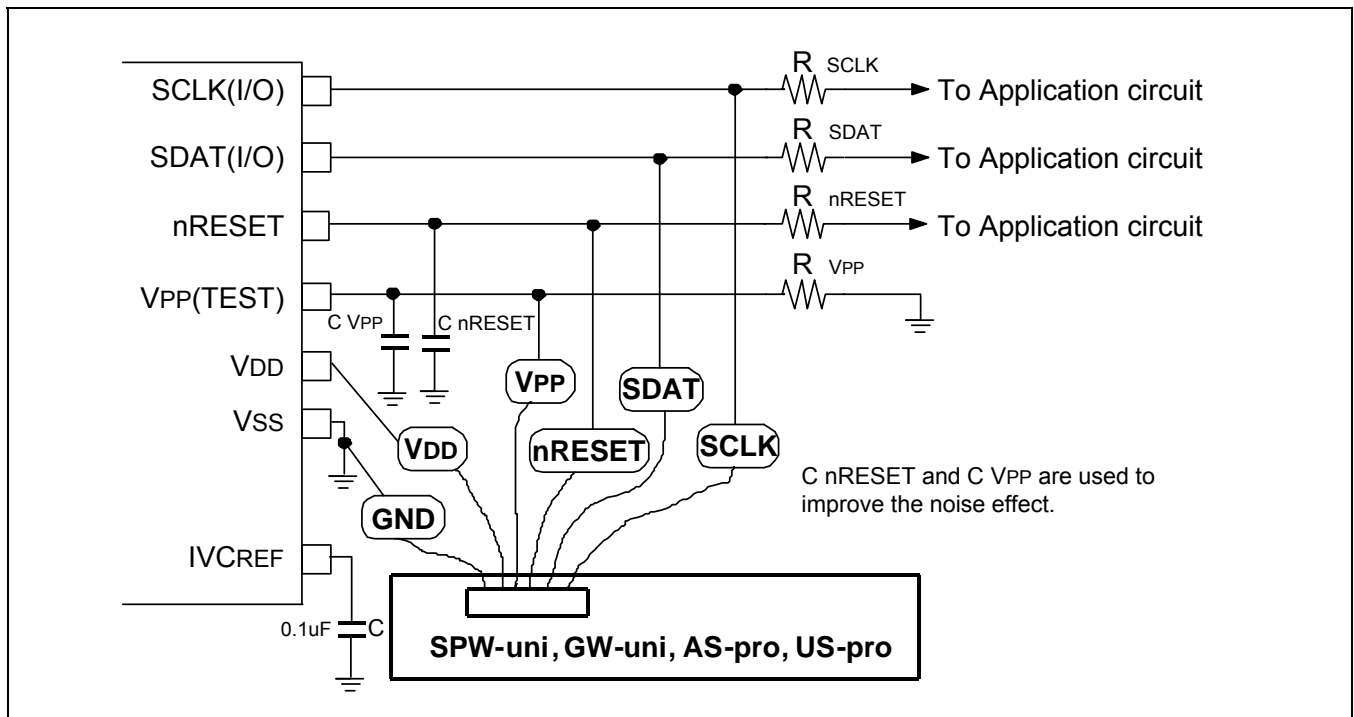 SCLK(I/O)
R SCLK
To Application circuit
SDAT(I/O)
R SDAT
To Application circuit
nRESET
R nRESET
To Application circuit
VPP(TEST)
R VPP
C VPP
C nRESET
VDD
VSS
VPP
SDAT
VDD
nRESET
SCLK
GND
C nRESET and C VPP are used to
improve the noise effect.
IVCREF
0.1uF
C
SPW-uni, GW-uni, AS-pro, US-pro